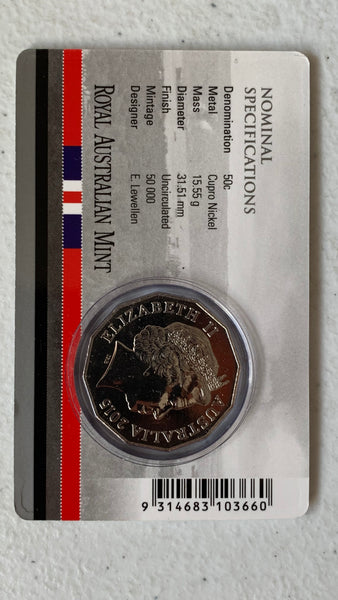 NOMINAL
SPECIFICATIONS
Denomination 50c
Metal Cupro Nickel
Mass 15.55 g
Diameter 31.51 mm
Finish Uncirculated
Mintage 50 000
Designer E. Lewellen
ROYAL AUSTRALIAN MINT
ELIZABETH II
AUSTRALIA 2015
9 314683 103660